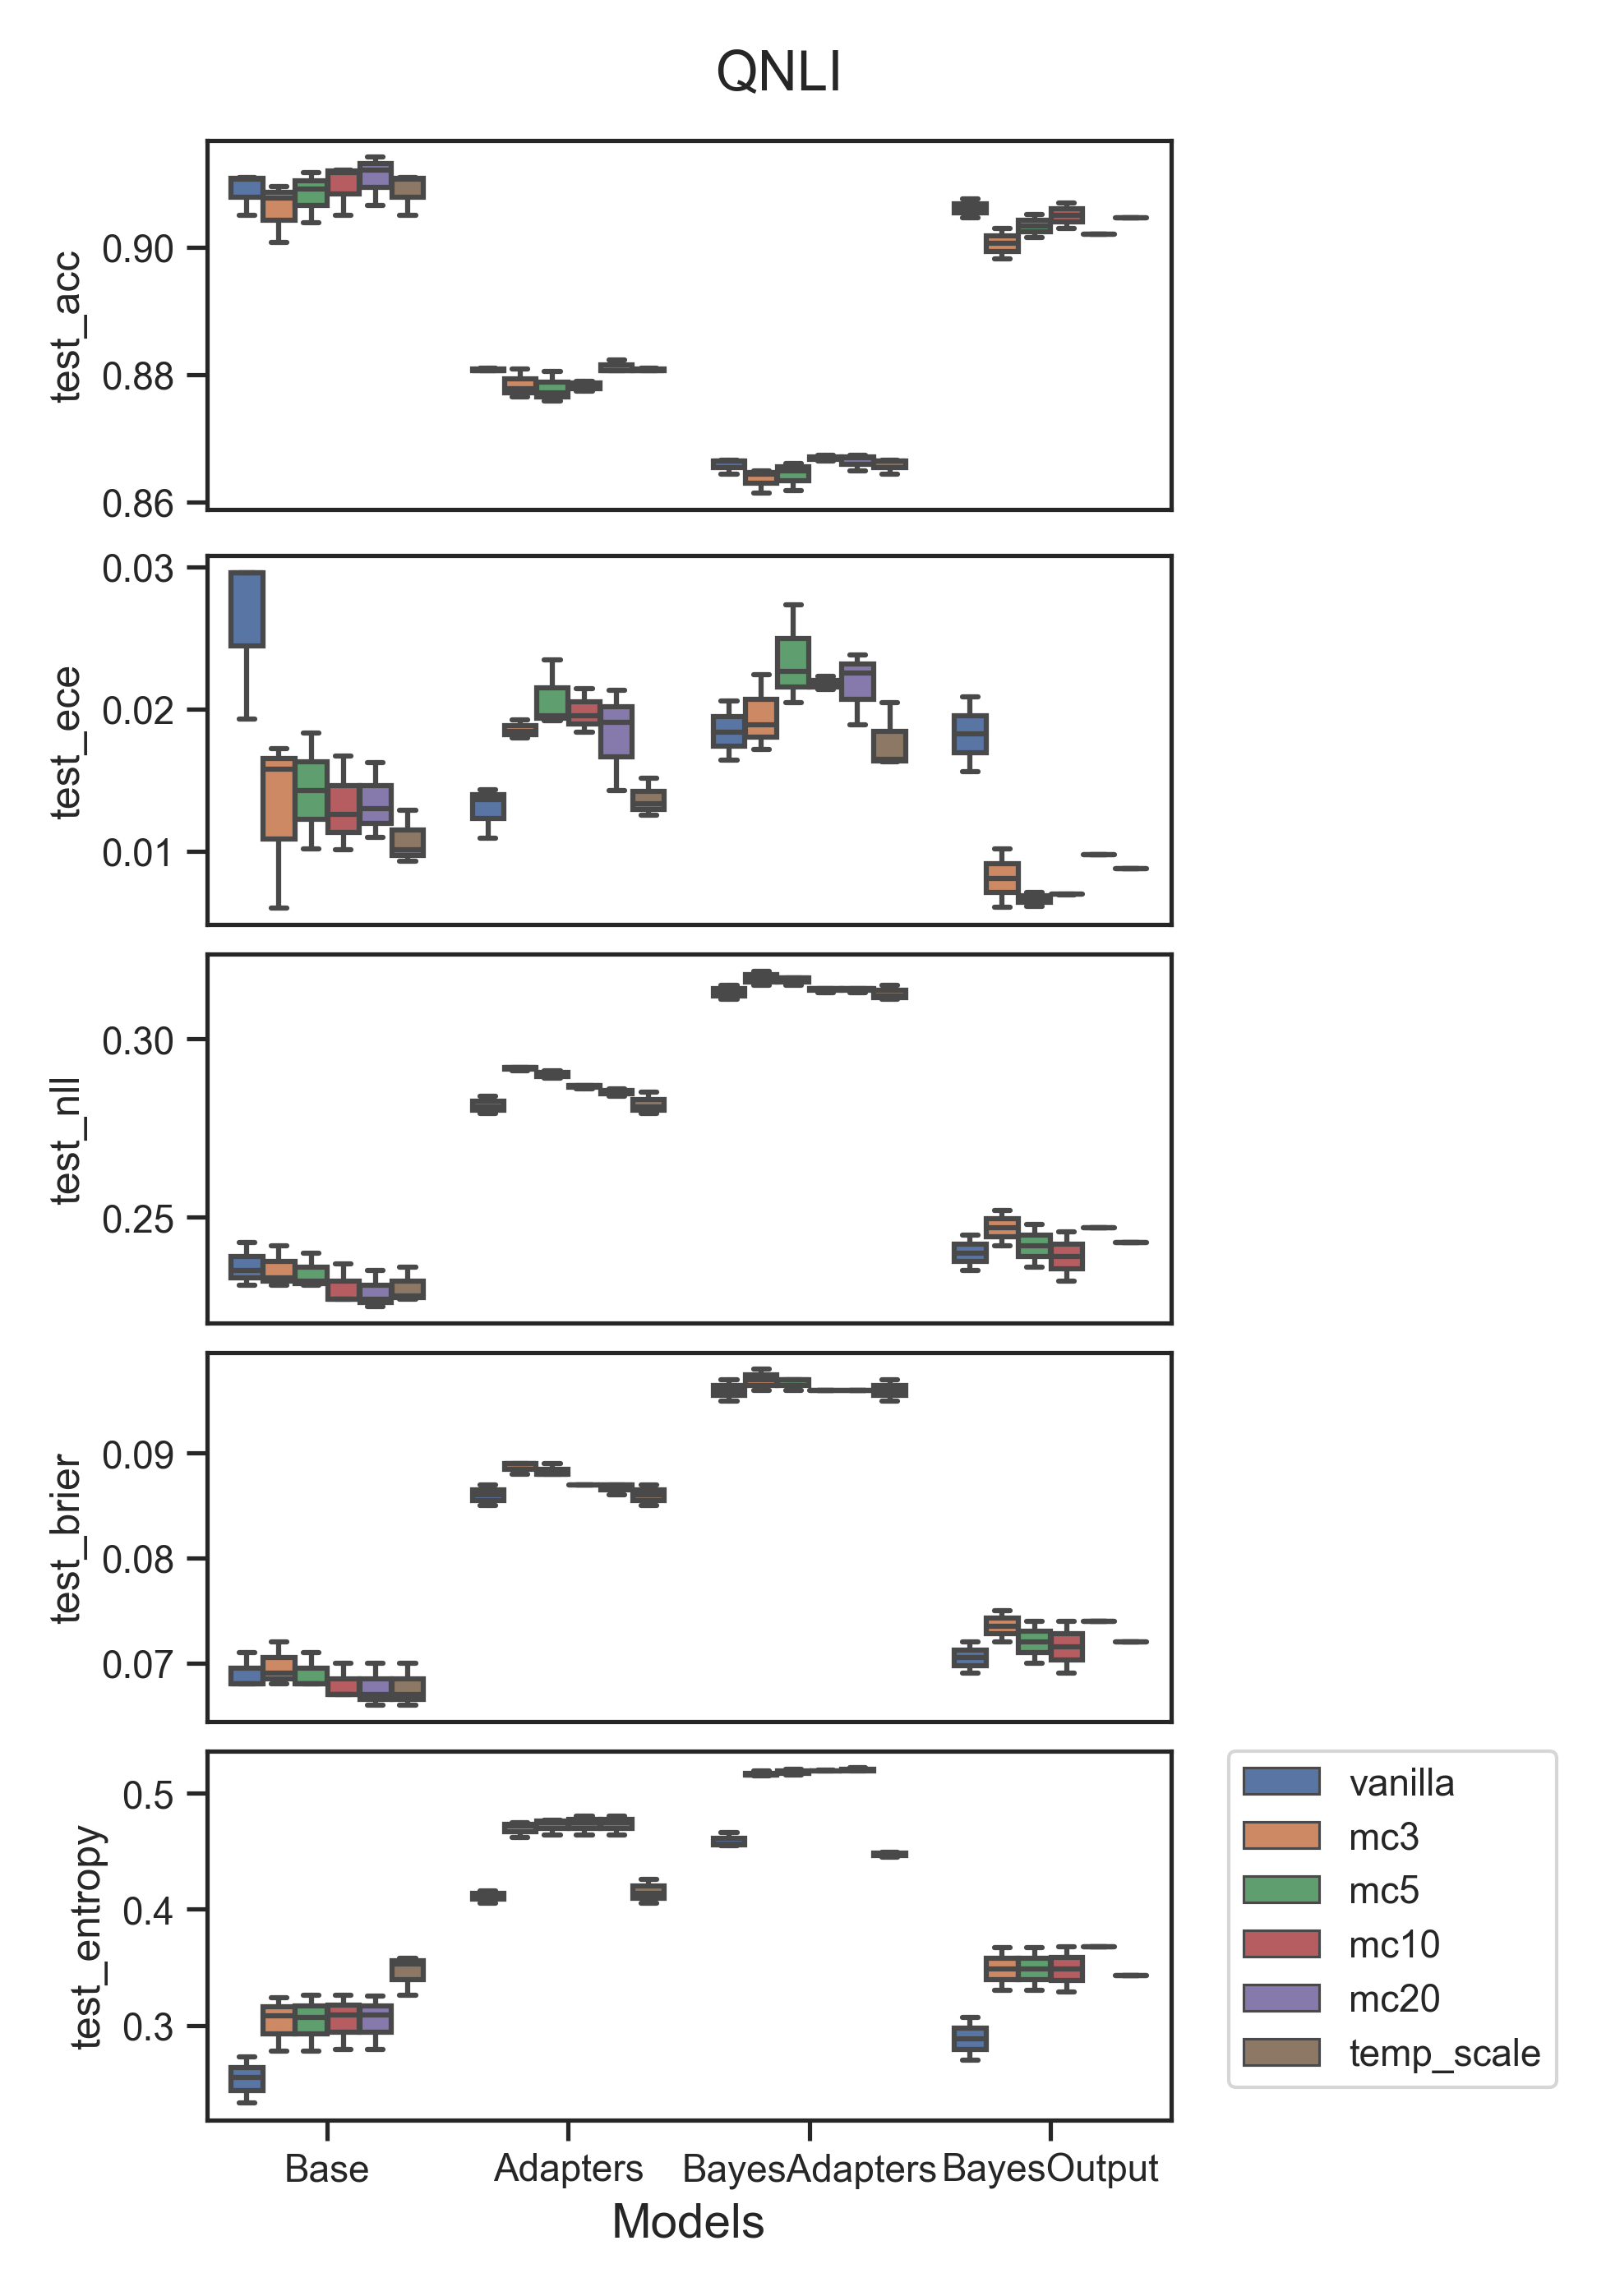 QNLI
test_acc
0.90
0.88
0.86
test_ece
0.03
0.02
0.01
test_nll
0.30
0.25
test_brier
0.09
0.08
0.07
test_entropy
0.5
0.4
0.3
Base
Adapters
BayesAdapters
BayesOutput
Models
vanilla
mc3
mc5
mc10
mc20
temp_scale